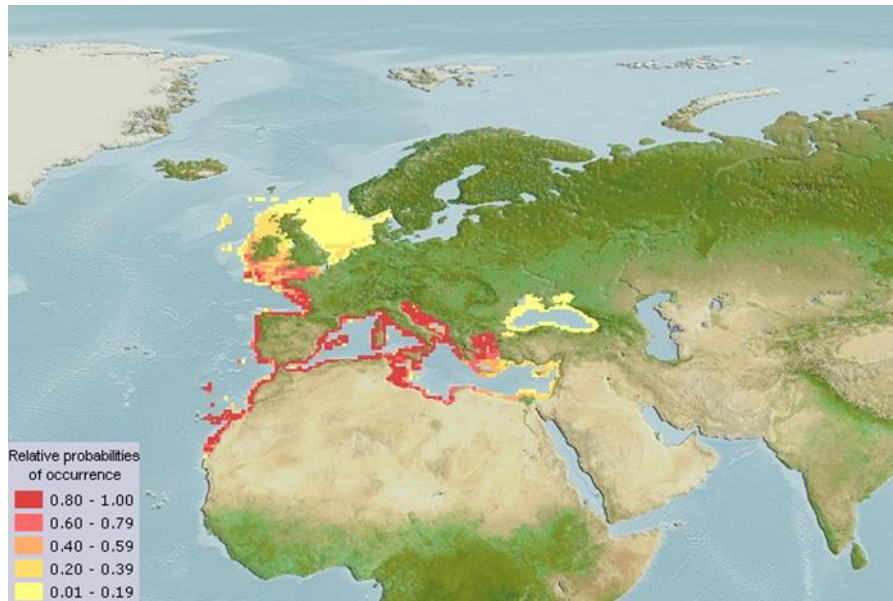 Relative probabilities
of occurrence
0.80 - 1.00
0.60 - 0.79
0.40 - 0.59
0.20 - 0.39
0.01 - 0.19